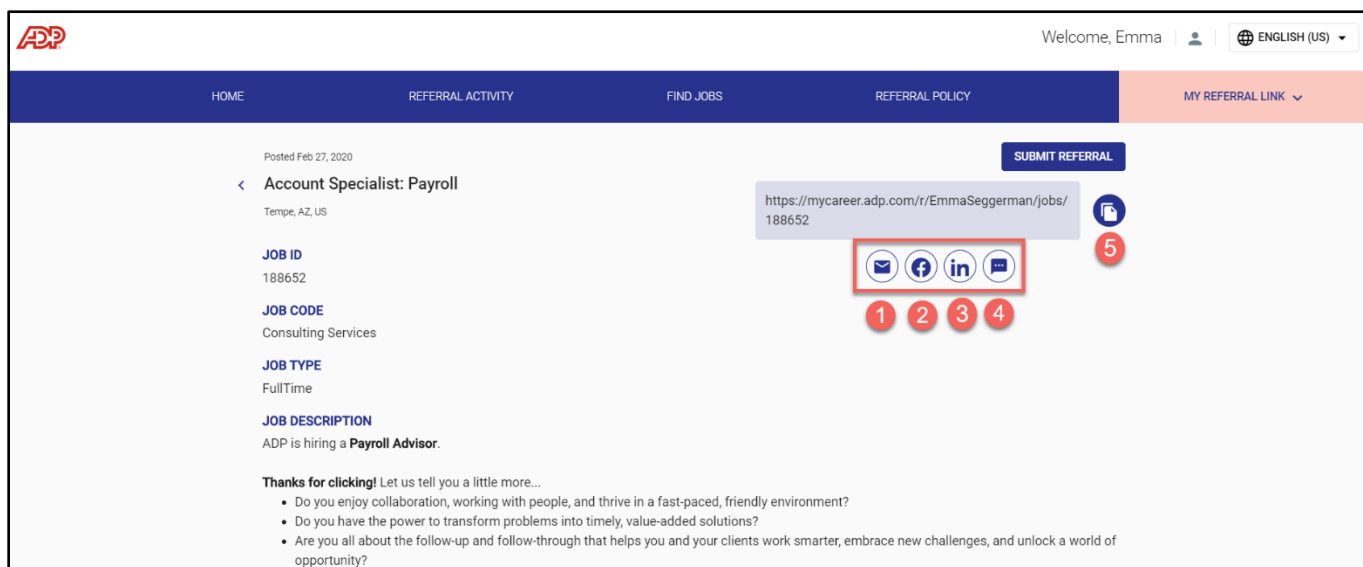 ADP
Welcome, Emma
ENGLISH (US)
HOME
REFERRAL ACTIVITY
FIND JOBS
REFERRAL POLICY
MY REFERRAL LINK
Posted Feb 27, 2020
SUBMIT REFERRAL
Account Specialist: Payroll
Tempe, AZ, US
https://mycareer.adp.com/r/EmmaSeggerman/jobs/
188652
5
JOB ID
188652
in
1 2 3 4
JOB CODE
Consulting Services
JOB TYPE
FullTime
JOB DESCRIPTION
ADP is hiring a Payroll Advisor.
Thanks for clicking! Let us tell you a little more...
• Do you enjoy collaboration, working with people, and thrive in a fast-paced, friendly environment?
• Do you have the power to transform problems into timely, value-added solutions?
• Are you all about the follow-up and follow-through that helps you and your clients work smarter, embrace new challenges, and unlock a world of
opportunity?